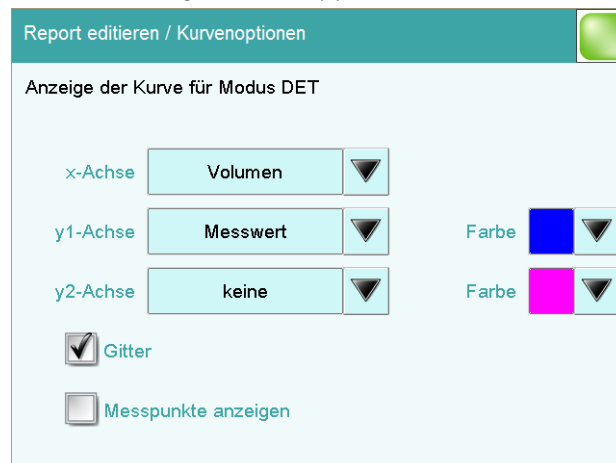 Report editieren / Kurvenoptionen
Anzeige der Kurve für Modus DET
x-Achse Volumen
y1-Achse Messwert Farbe
y2-Achse keine Farbe
Gitter
Messpunkte anzeigen